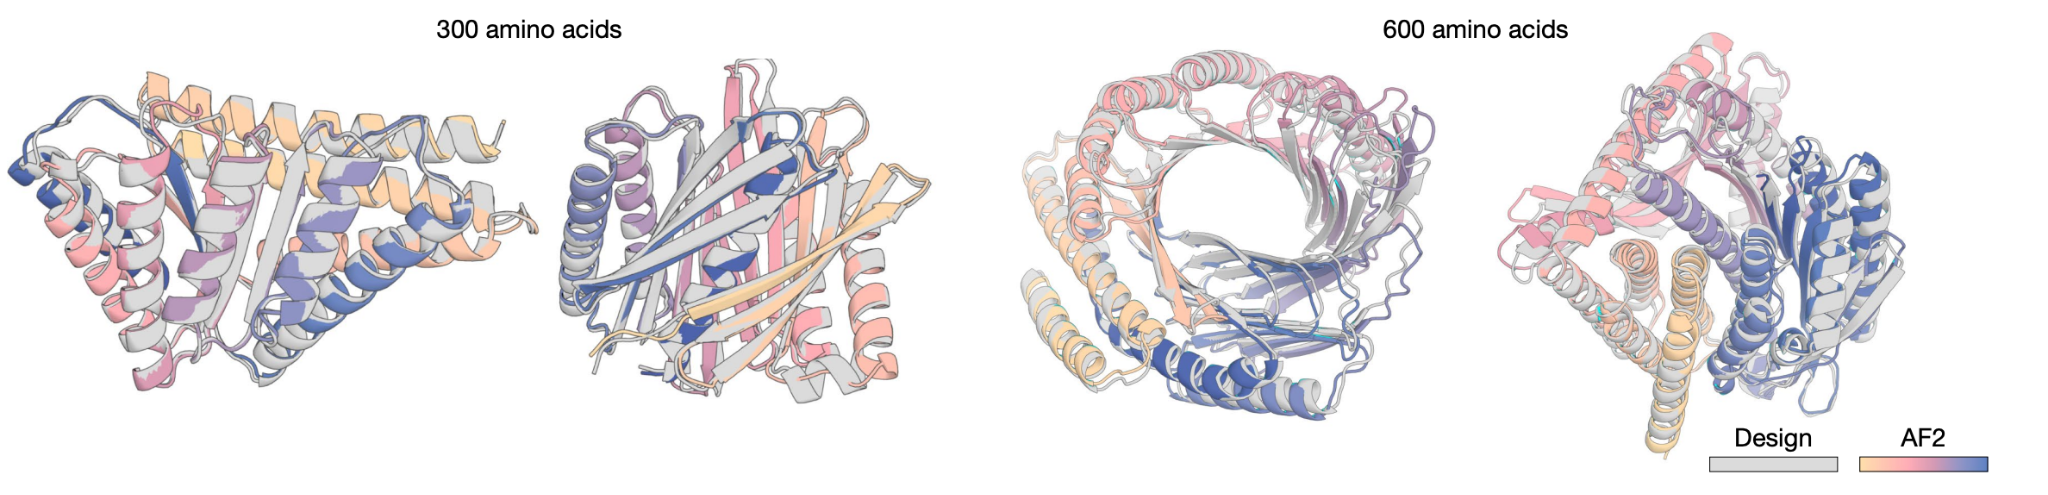 300 amino acids
600 amino acids
Design
AF2